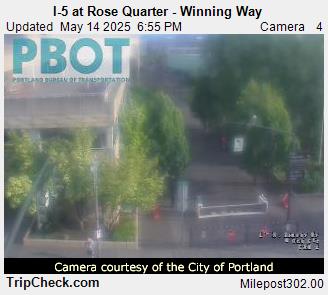 I-5 at Rose Quarter - Winning Way
Updated May 14 2025 6:55 PM Camera 4
PBOT
PORTLAND BUREAU OF TRANSPORTATION
Camera courtesy of the City of Portland
TripCheck.com Milepost302.00